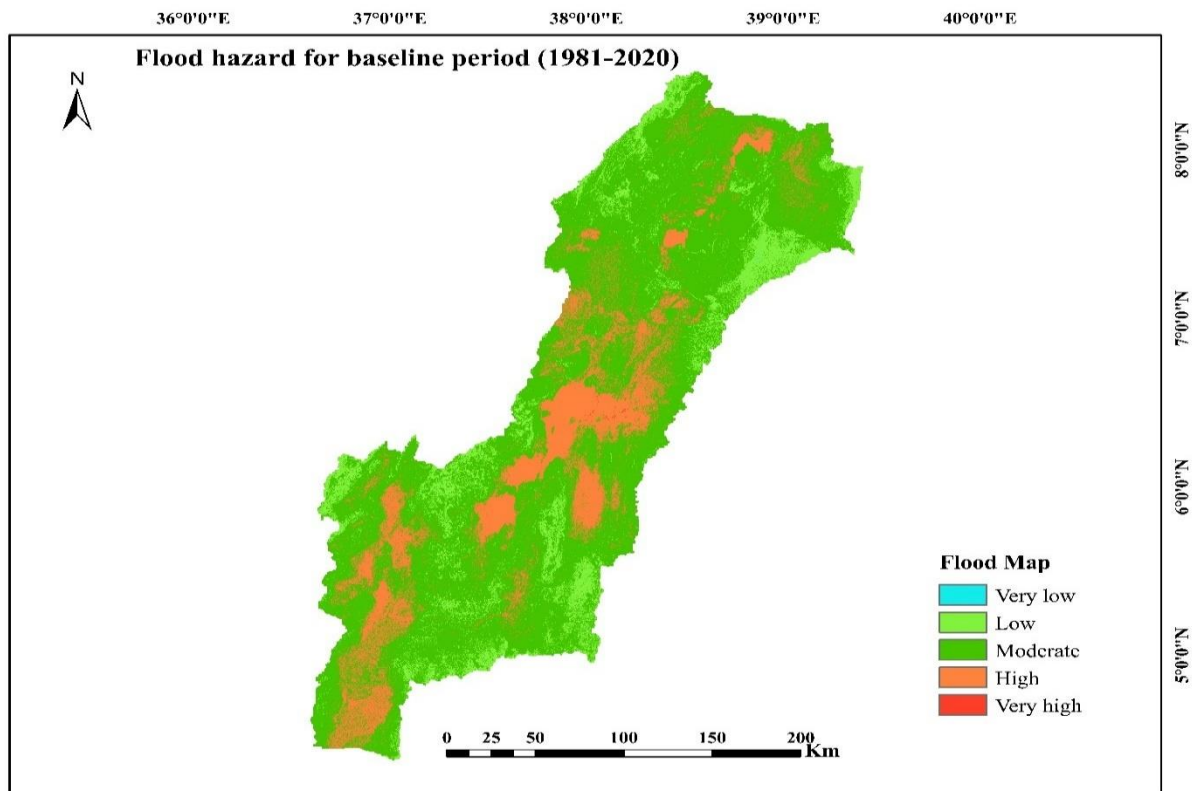 36°0'0"E 37°0'0"E 38°0'0"E 39°0'0"E 40°0'0"E
Flood hazard for baseline period (1981-2020)
N
8°0'0"N
7°0'0"N
6°0'0"N
5°0'0"N
Flood Map
Very low
Low
Moderate
High
Very high
0 25 50 100 150 200
Km